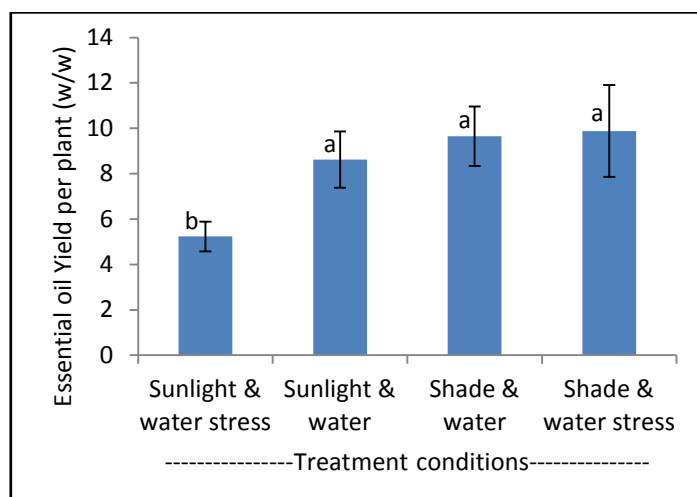 Essential oil Yield per plant (w/w)
14
12
10
8
6
4
2
0
b
a
a
a
Sunlight & water stress
Sunlight & water
Shade & water
Shade & water stress
-----------------Treatment conditions----------------